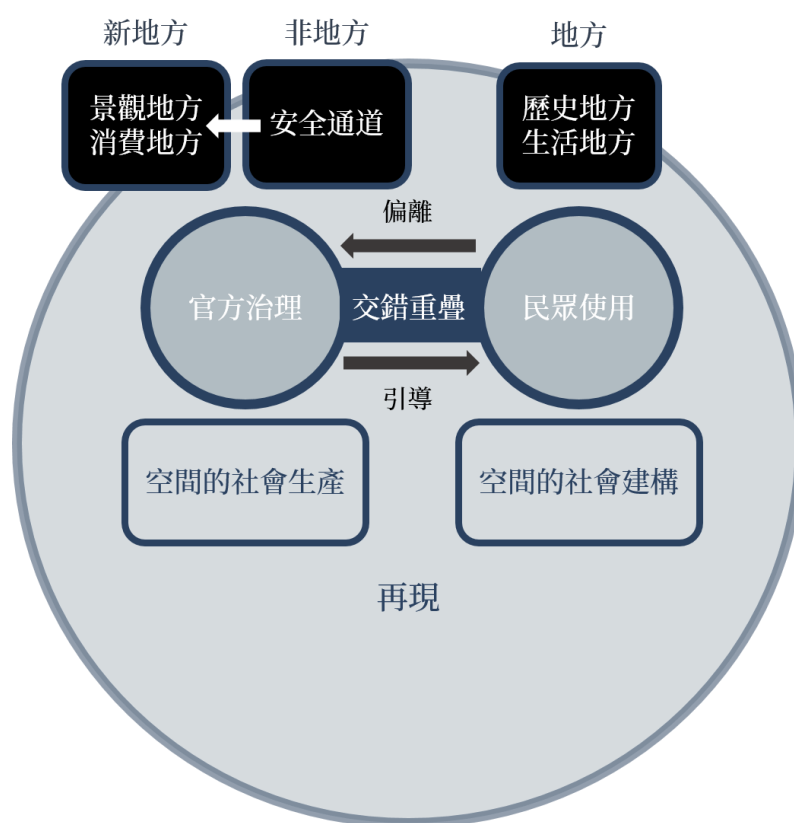 新地方
非地方
地方
景觀地方
消費地方
安全通道
歷史地方
生活地方
偏離
官方治理
交錯重疊
民眾使用
引導
空間的社會生產
空間的社會建構
再現